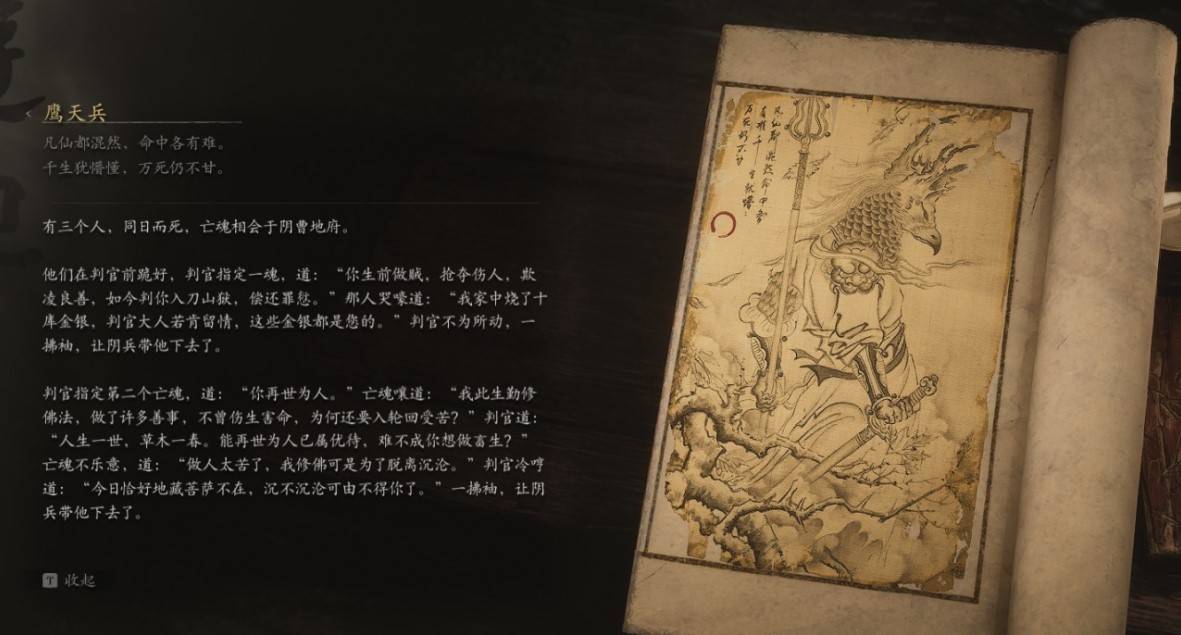 鹰天兵
凡仙都混然，命中各有难。
千生犹懵懂，万死仍不甘。
有三个人，同日而死，亡魂相会于阴曹地府。
他们在判官前跪好，判官指定一魂，道：“你生前做贼，抢夺伤人，欺
凌良善，如今判你入刀山狱，偿还罪愆。”那人哭嚎道：“我家中烧了十
库金银，判官大人若肯留情，这些金银都是您的。”判官不为所动，一
拂袖，让阴兵带他下去了。
判官指定第二个亡魂，道：“你再世为人。”亡魂嚷道：“我此生勤修
佛法，做了许多善事，不曾伤生害命，为何还要入轮回受苦？”判官道：
“人生一世，草木一春。能再世为人已属优待，难不成你想做畜生？”
亡魂不乐意，道：“做人太苦了，我修佛可是为了脱离沉沦。”判官冷哼
道：“今日恰好地藏菩萨不在，沉不沉沦可由不得你了。”一拂袖，让阴
兵带他下去了。
T 收起
凡仙都混然命中各
有难千生犹懵懂
万死仍不甘